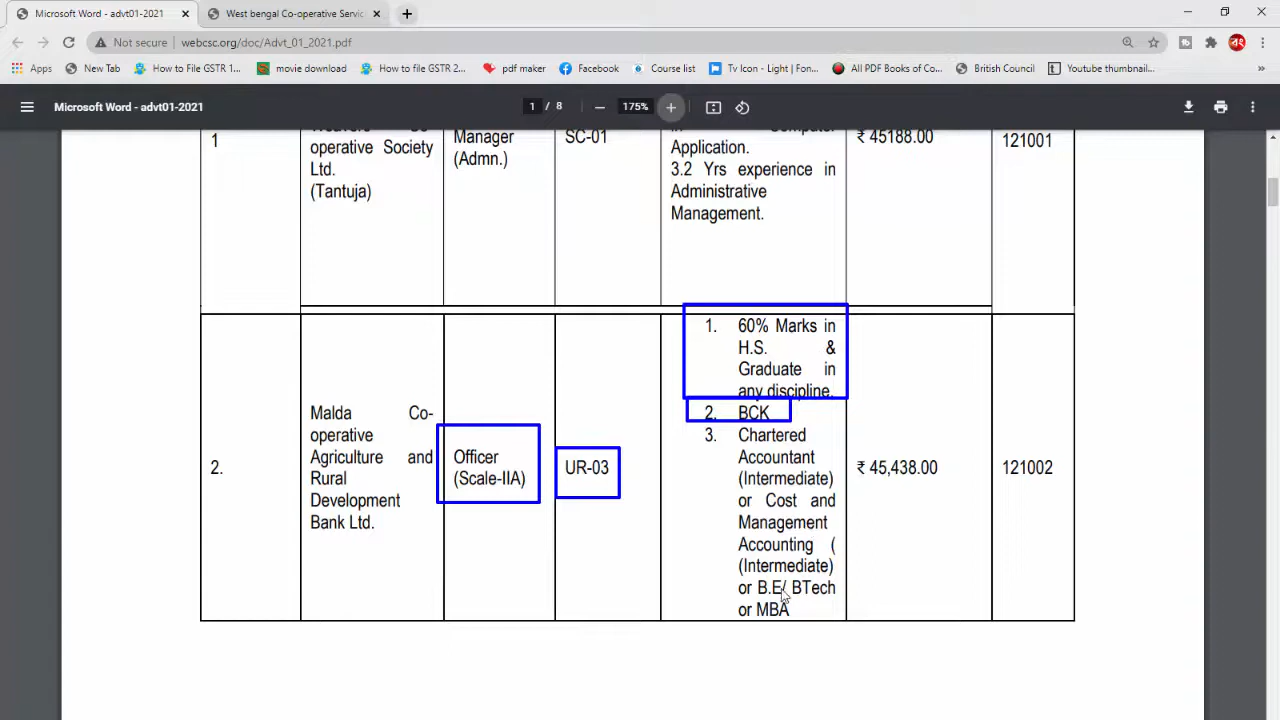 Microsoft Word - advt01-2021
West bengal Co-operative Servic
Not secure | webcsc.org/doc/Advt_01_2021.pdf
Apps
New Tab
How to File GSTR 1...
movie download
How to file GSTR 2...
pdf maker
Facebook
Course list
Tv Icon - Light | Fon...
All PDF Books of Co...
British Council
Youtube thumbnail...
»
Microsoft Word - advt01-2021
1 / 8
175%
1
operative Society
Ltd.
(Tantuja)
Manager
(Admn.)
SC-01
in Computer
Application.
3.2 Yrs experience in
Administrative
Management.
₹ 45188.00
121001
2.
Malda Co-
operative
Agriculture and
Rural
Development
Bank Ltd.
Officer
(Scale-IIA)
UR-03
1. 60% Marks in
H.S. &
Graduate in
any discipline.
2. BCK
3. Chartered
Accountant
(Intermediate)
or Cost and
Management
Accounting (
(Intermediate)
or B.E/ BTech
or MBA
₹ 45,438.00
121002